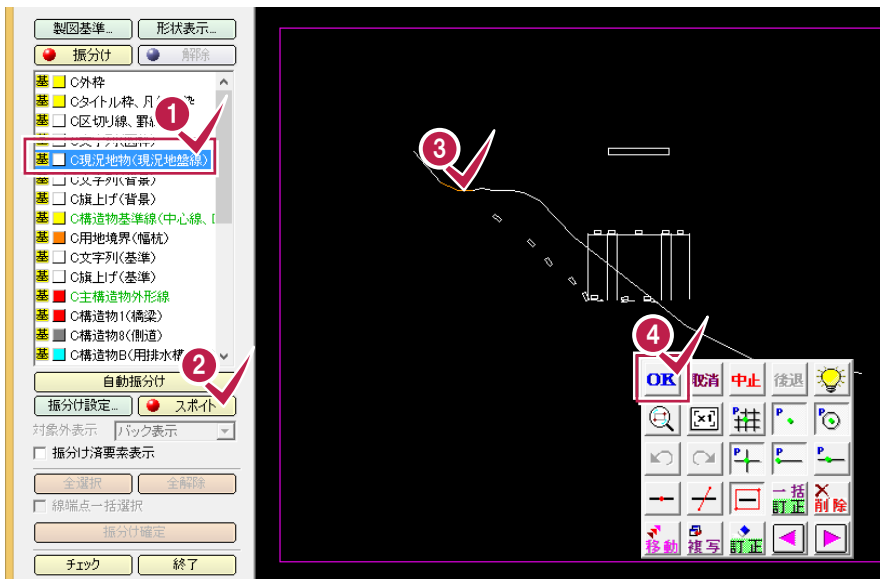 製図基準... 形状表示...
振分け 解除
基 C外枠
基 C タイトル枠、凡
基 C区切り線、罫
1
基 C文字列(図枠)
基 C現況地物(現況地盤線)
基 C文字列(背景)
基 C旗上げ(背景)
基 C構造物基準線(中心線、
基 C用地境界(幅杭)
基 C文字列(基準)
基 C旗上げ(基準)
基 C主構造物外形線
基 C構造物1(橋梁)
基 C構造物8(側道)
基 C構造物B(用排水構
2
自動振分け
振分け設定... スポイト
対象外表示 バック表示
振分け済要素表示
全選択 全解除
線端点一括選択
振分け確定
チェック 終了
3
4
OK 取消 中止 後退
×1 P P P
P P P
一括訂正 削除
移動 複写 訂正